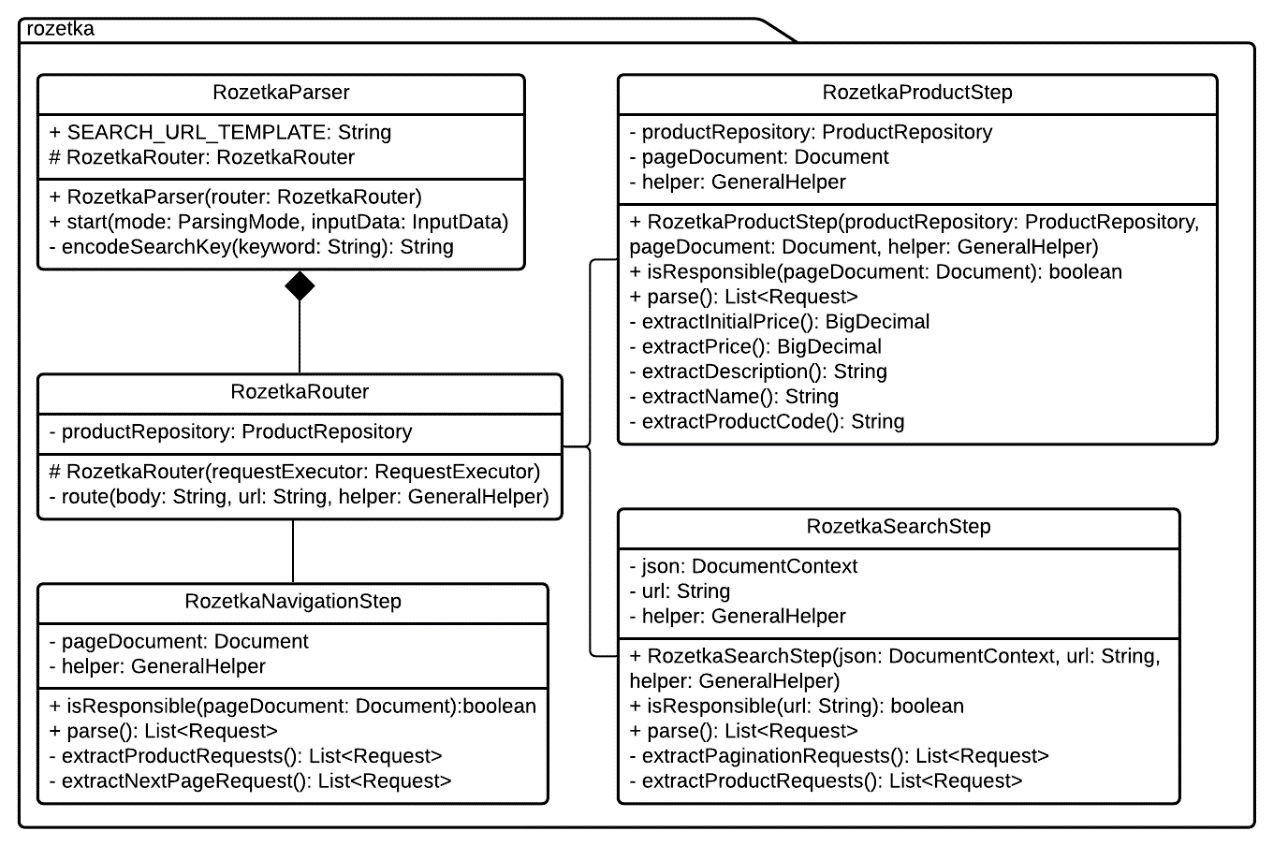 rozetka
RozetkaParser
+ SEARCH_URL_TEMPLATE: String
# RozetkaRouter: RozetkaRouter
+ RozetkaParser(router: RozetkaRouter)
+ start(mode: ParsingMode, inputData: InputData)
- encodeSearchKey(keyword: String): String
RozetkaRouter
- productRepository: ProductRepository
# RozetkaRouter(requestExecutor: RequestExecutor)
- route(body: String, url: String, helper: GeneralHelper)
RozetkaNavigationStep
- pageDocument: Document
- helper: GeneralHelper
+ isResponsible(pageDocument: Document):boolean
+ parse(): List<Request>
- extractProductRequests(): List<Request>
- extractNextPageRequest(): List<Request>
RozetkaProductStep
- productRepository: ProductRepository
- pageDocument: Document
- helper: GeneralHelper
+ RozetkaProductStep(productRepository: ProductRepository,
pageDocument: Document, helper: GeneralHelper)
+ isResponsible(pageDocument: Document): boolean
+ parse(): List<Request>
- extractInitialPrice(): BigDecimal
- extractPrice(): BigDecimal
- extractDescription(): String
- extractName(): String
- extractProductCode(): String
RozetkaSearchStep
- json: DocumentContext
- url: String
- helper: GeneralHelper
+ RozetkaSearchStep(json: DocumentContext, url: String,
helper: GeneralHelper)
+ isResponsible(url: String): boolean
+ parse(): List<Request>
- extractPaginationRequests(): List<Request>
- extractProductRequests(): List<Request>